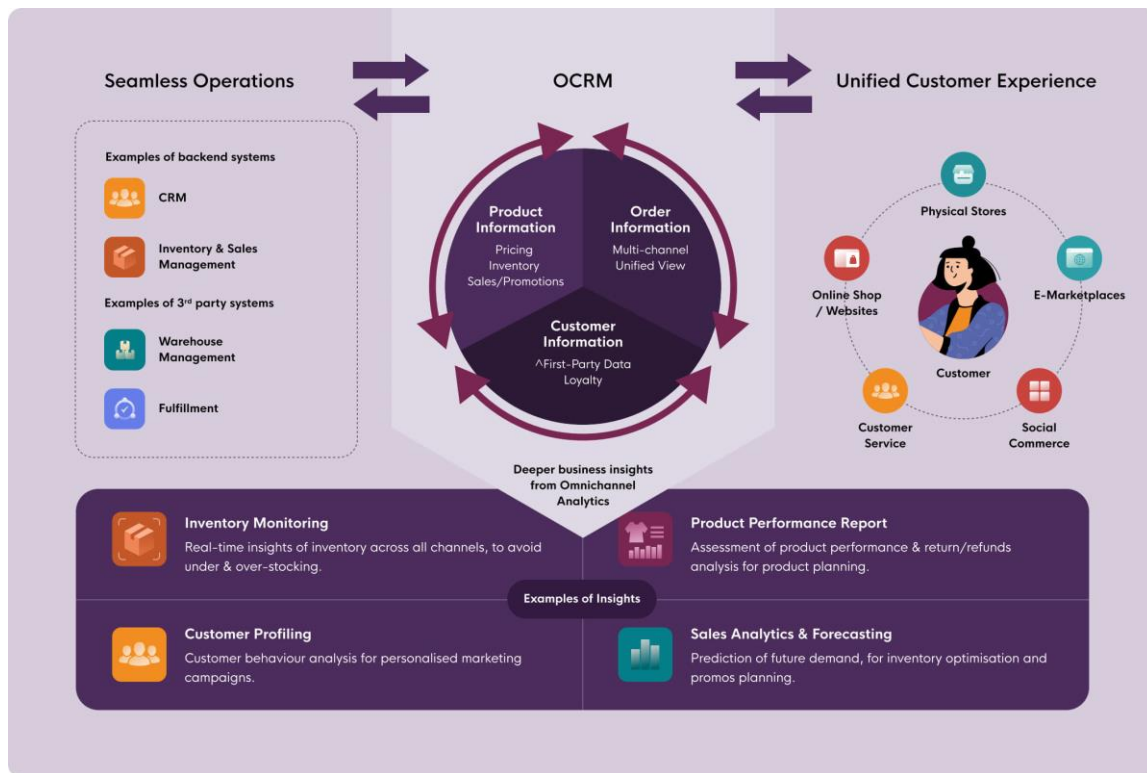 Seamless Operations
OCRM
Unified Customer Experience
Examples of backend systems
CRM
Inventory & Sales
Management
Examples of 3rd party systems
Warehouse
Management
Fulfillment
Product
Information
Pricing
Inventory
Sales/Promotions
Order
Information
Multi-channel
Unified View
Customer
Information
^First-Party Data
Loyalty
Physical Stores
Online Shop
/ Websites
E-Marketplaces
Customer
Customer
Service
Social
Commerce
Deeper business insights
from Omnichannel
Analytics
Inventory Monitoring
Real-time insights of inventory across all channels, to avoid
under & over-stocking.
Product Performance Report
Assessment of product performance & return/refunds
analysis for product planning.
Examples of Insights
Customer Profiling
Customer behaviour analysis for personalised marketing
campaigns.
Sales Analytics & Forecasting
Prediction of future demand, for inventory optimisation and
promos planning.